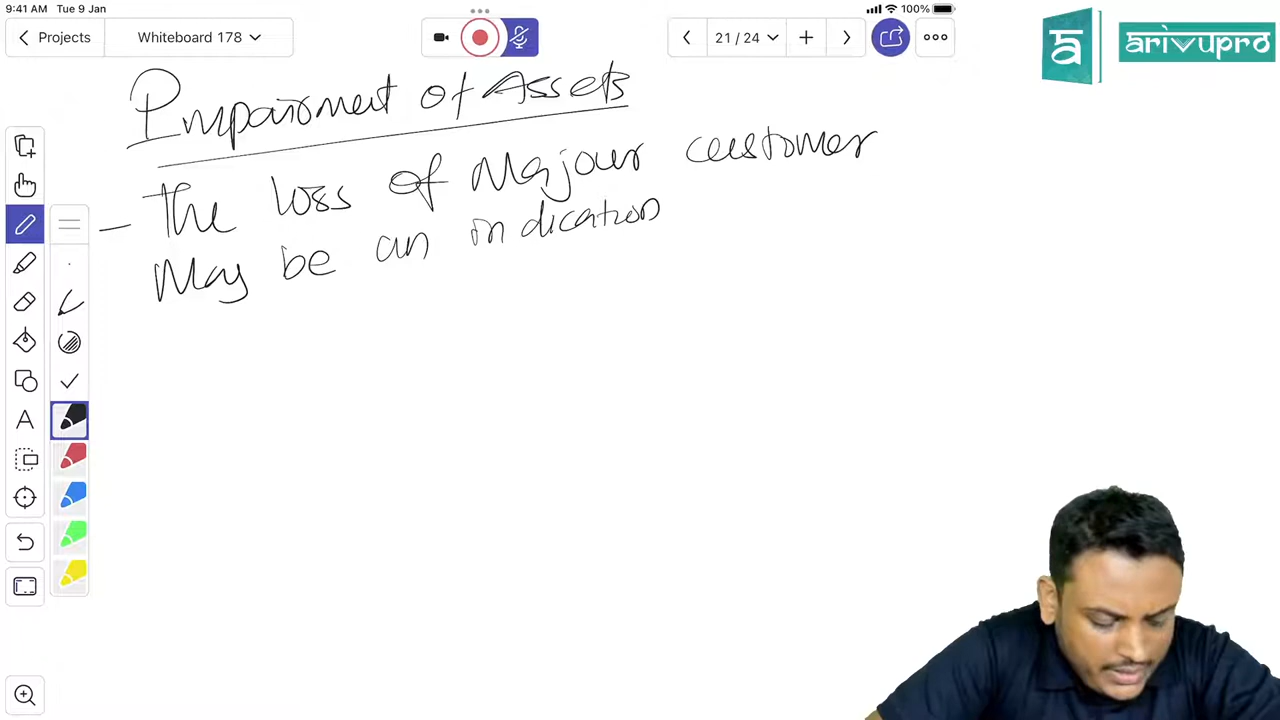 9:41 AM Tue 9 Jan
100%
Projects
Whiteboard 178
21 / 24
ā
arivupro
Impairment of Assets
- The loss of Majour customer
May be an indication
A